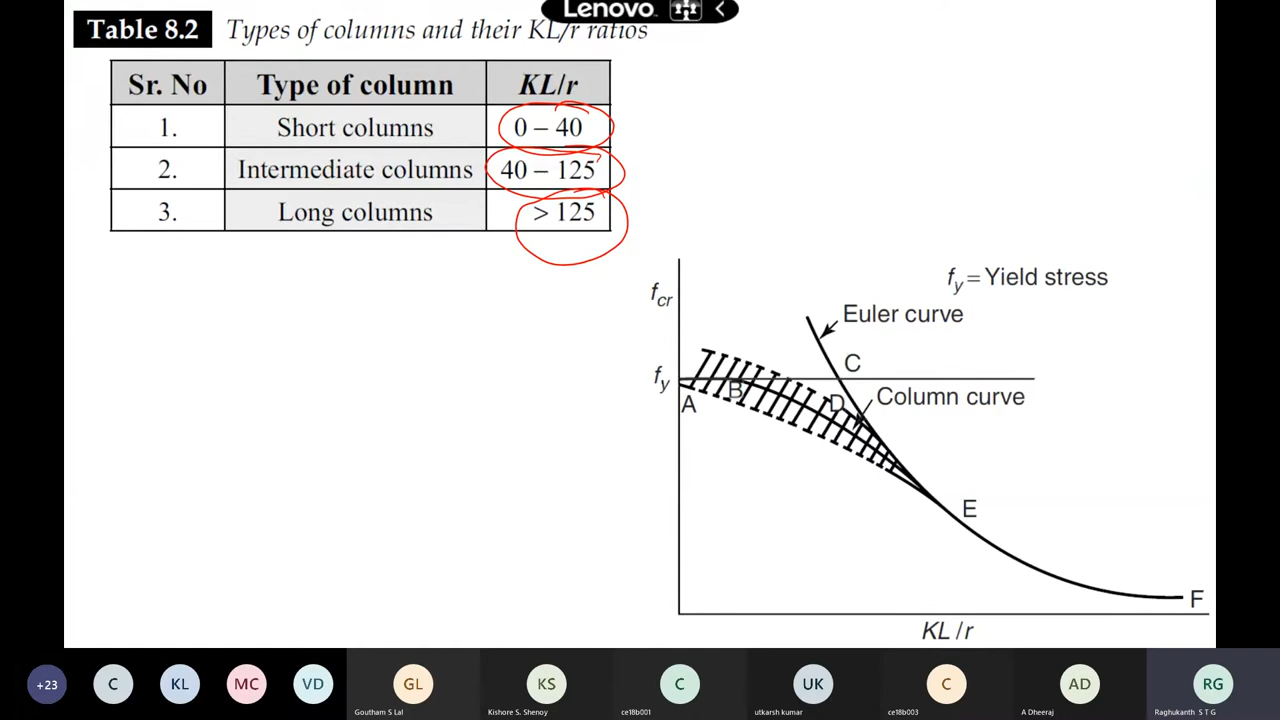 Lenovo
Table 8.2 Types of columns and their KL/r ratios
Sr. No Type of column KL/r
1. Short columns 0 – 40
2. Intermediate columns 40 – 125
3. Long columns > 125
fcr
fy = Yield stress
Euler curve
C
fy
B
A
D
Column curve
E
F
KL/r
+23 C KL MC VD GL KS C UK C AD RG
Goutham S Lal Kishore S. Shenoy ce18b001 utkarsh kumar ce18b003 A Dheeraj Raghukanth S T G